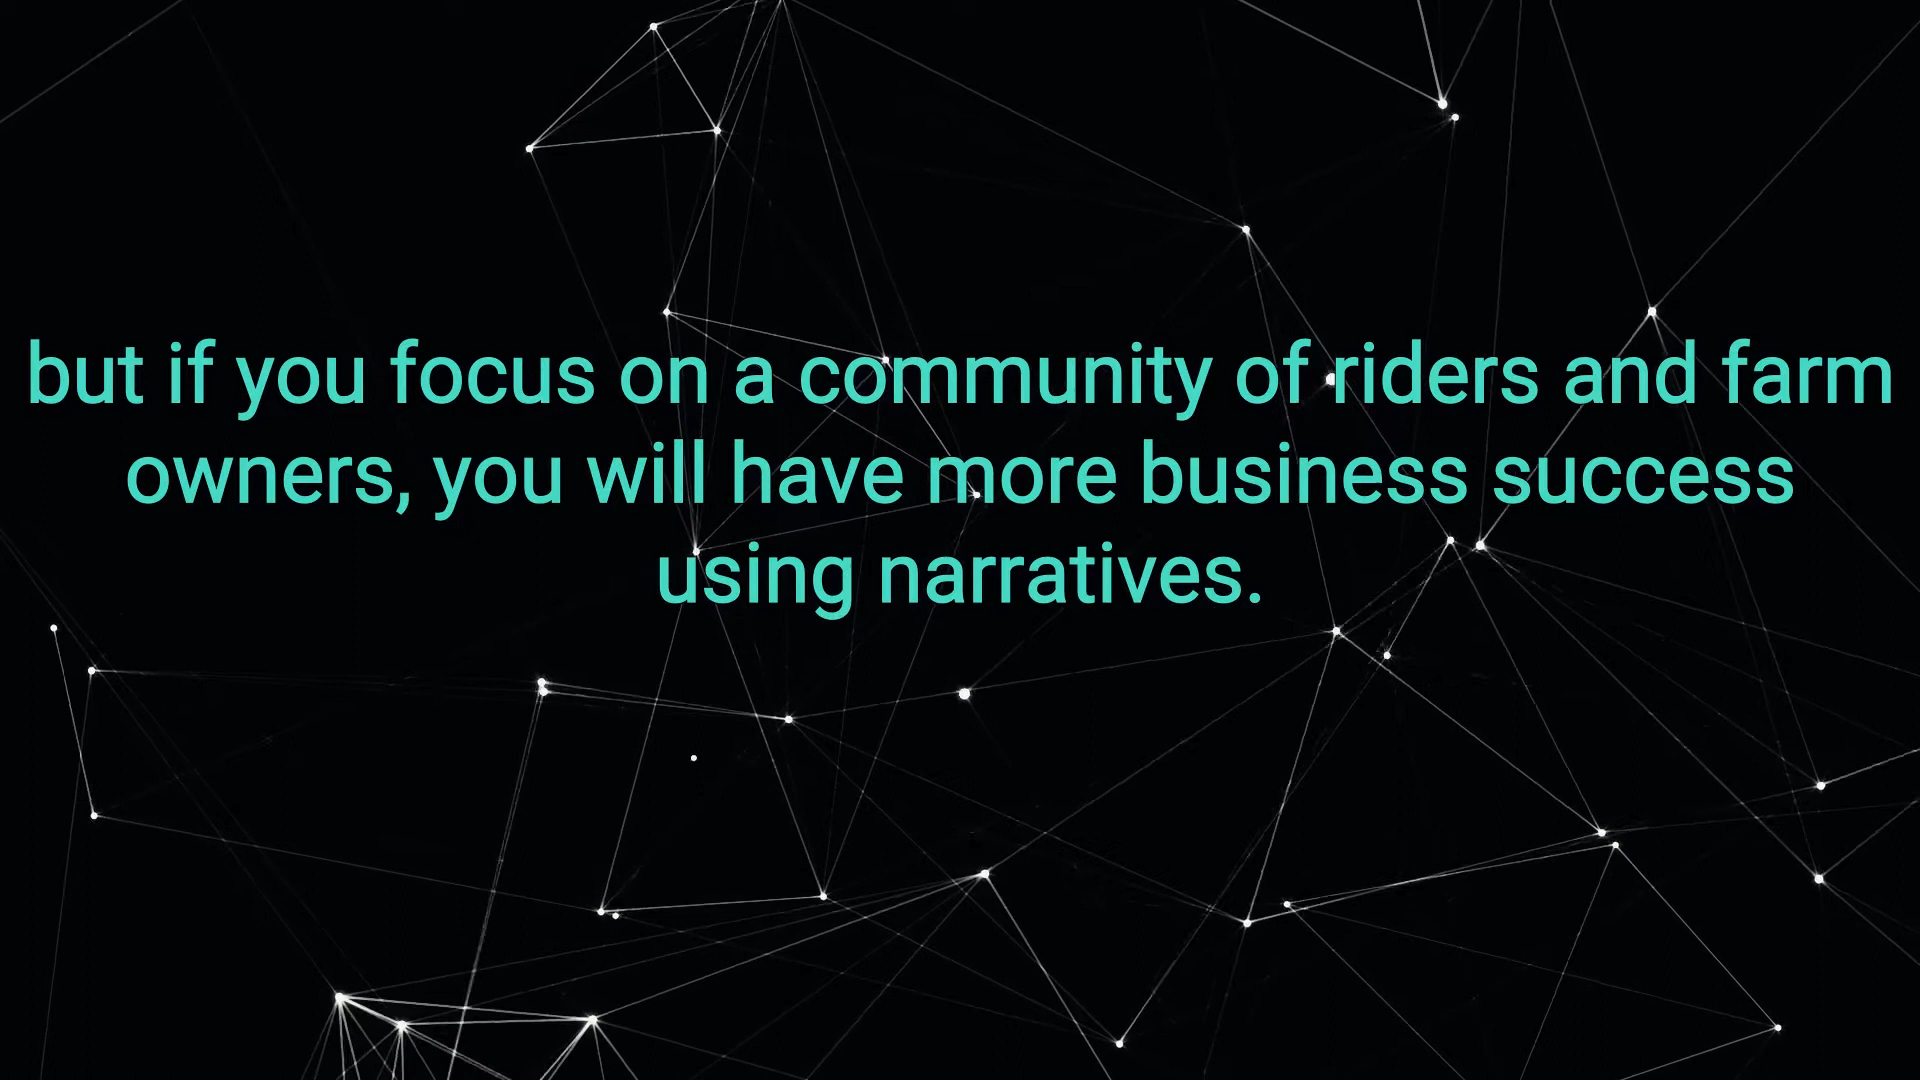 but if you focus on a community of riders and farm
owners, you will have more business success
using narratives.